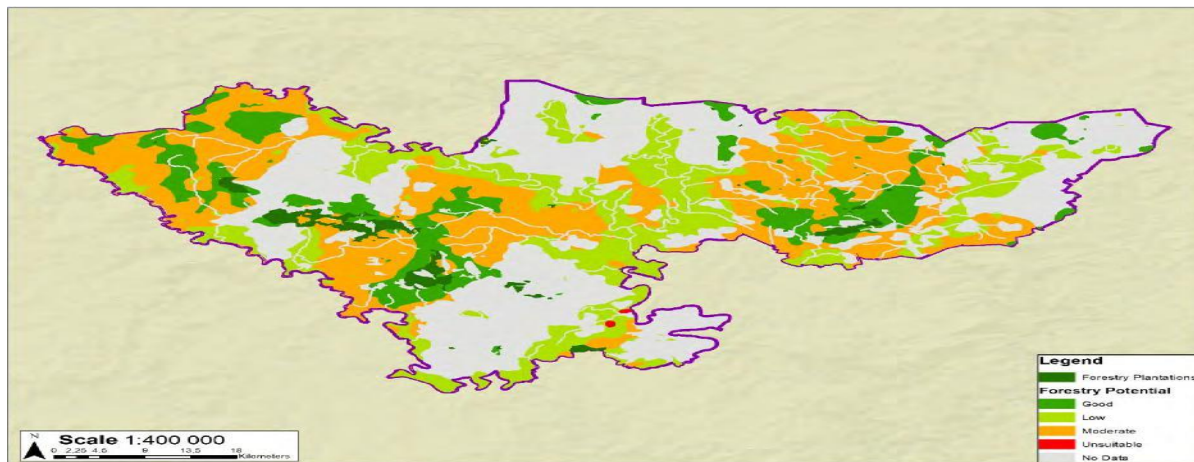 Legend
Forestry Plantations
Forestry Potential
Good
Low
Moderate
Unsuitable
No Data
N
Scale 1:400 000
0 2.25 4.5 9 13.5 18
Kilometers